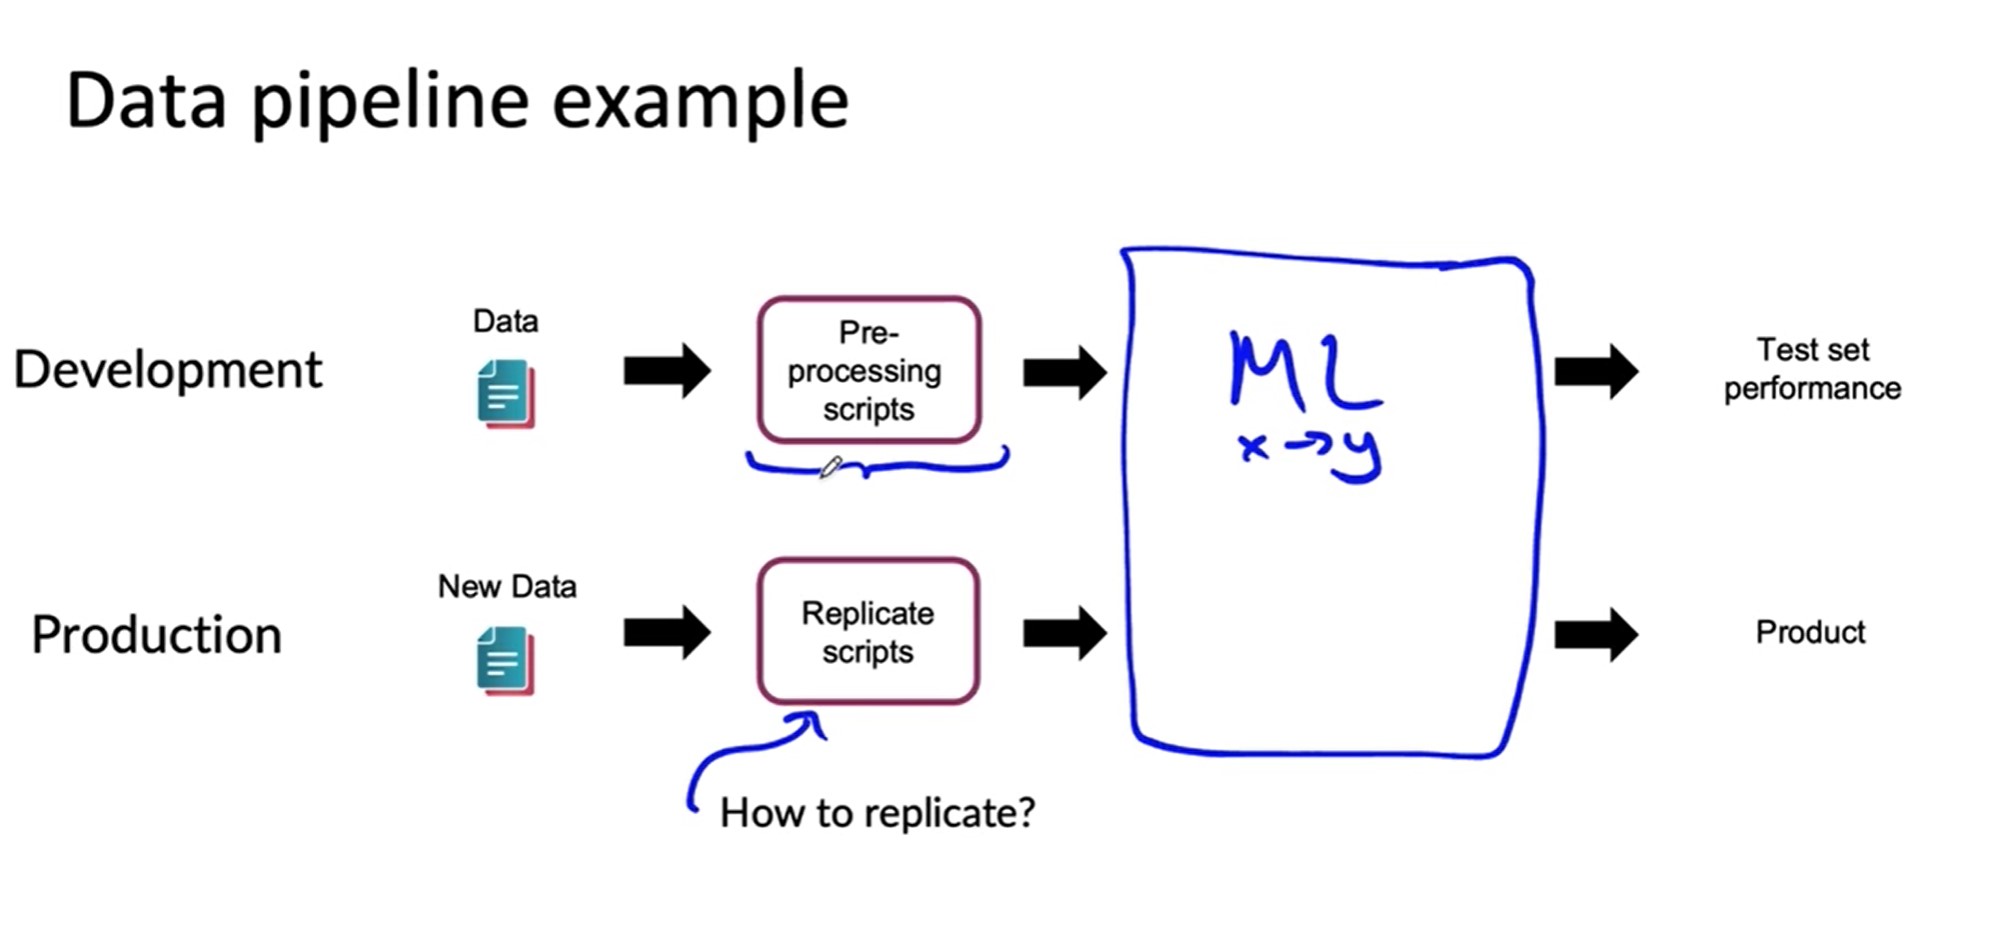 Data pipeline example
Development
Data
Pre-
processing
scripts
ML
x → y
Test set
performance
Production
New Data
Replicate
scripts
Product
How to replicate?